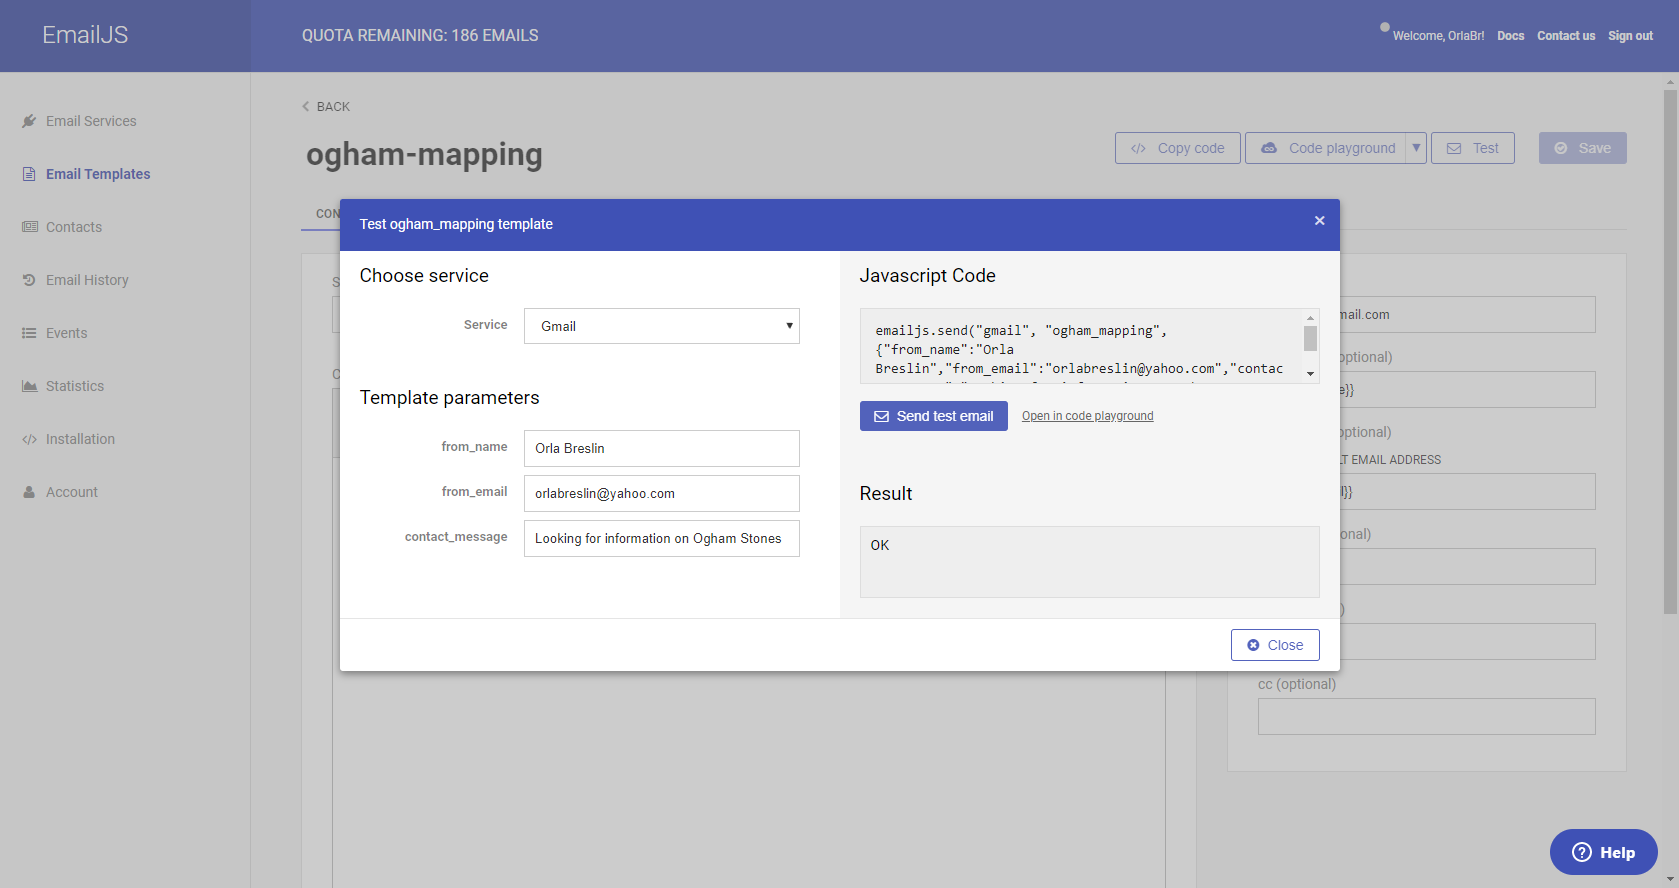 EmailJS
QUOTA REMAINING: 186 EMAILS
Welcome, OrlaBr! Docs Contact us Sign out
Email Services
Email Templates
Contacts
Email History
Events
Statistics
Installation
Account
BACK
ogham-mapping
</> Copy code
Code playground
Test
Save
CON
Test ogham_mapping template
×
Choose service
Service
Gmail
Template parameters
from_name
Orla Breslin
from_email
orlabreslin@yahoo.com
contact_message
Looking for information on Ogham Stones
Javascript Code
emailjs.send("gmail", "ogham_mapping",
{"from_name":"Orla
Breslin","from_email":"orlabreslin@yahoo.com","contac
Send test email
Open in code playground
Result
OK
Close
mail.com
optional)
e}}
optional)
LT EMAIL ADDRESS
l}}
onal)
)
cc (optional)
Help